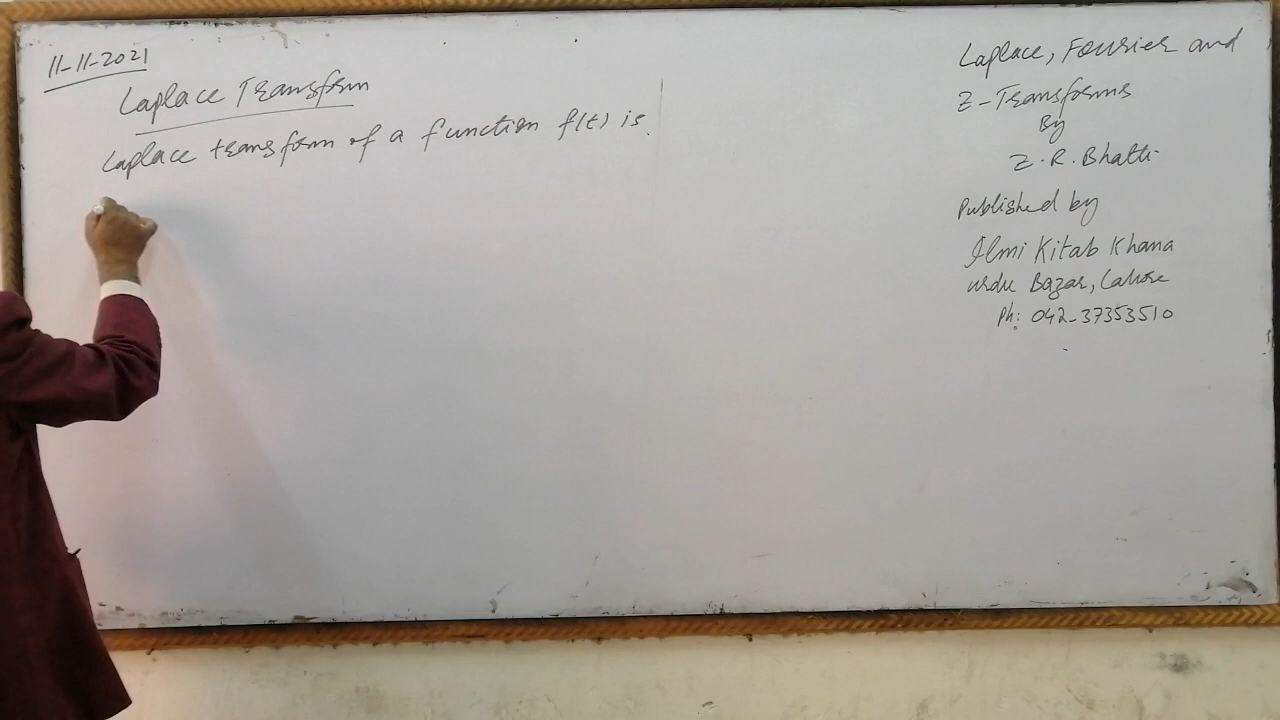 11-11-2021
Laplace Transform
Laplace transform of a function f(t) is
Laplace, Fourier and
Z-Transforms
By
Z.R. Bhatti
Published by
Ilmi Kitab Khana
urdu Bazar, Lahore
Ph: 042-37353510